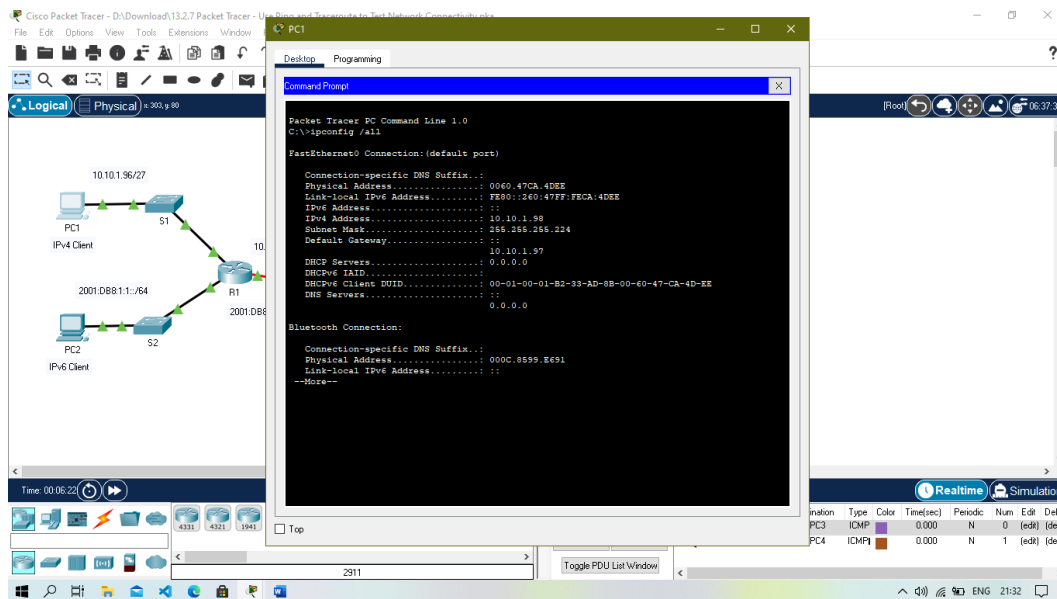 Cisco Packet Tracer - D:\Download\13.2.7 Packet Tracer - Use Ping and Traceroute to Test Network Connectivity.pka
File Edit Options View Tools Extensions Window
?
Logical Physical x: 303, y: 80
[Root] 06:37:3
10.10.1.96/27
PC1
S1
IPv4 Client
10.
R1
2001:DB8:1:1::/64
2001:DB8
PC2
S2
IPv6 Client
PC1
Desktop Programming
Command Prompt
X
Packet Tracer PC Command Line 1.0
C:\>ipconfig /all
FastEthernet0 Connection:(default port)
Connection-specific DNS Suffix..:
Physical Address................: 0060.47CA.4DEE
Link-local IPv6 Address.........: FE80::260:47FF:FECA:4DEE
IPv6 Address....................: ::
IPv4 Address....................: 10.10.1.98
Subnet Mask.....................: 255.255.255.224
Default Gateway.................: ::
10.10.1.97
DHCP Servers....................: 0.0.0.0
DHCPv6 IAID.....................:
DHCPv6 Client DUID..............: 00-01-00-01-B2-33-AD-8B-00-60-47-CA-4D-EE
DNS Servers.....................: ::
0.0.0.0
Bluetooth Connection:
Connection-specific DNS Suffix..:
Physical Address................: 000C.8599.E691
Link-local IPv6 Address.........: ::
--More--
Top
Time: 00:06:22
Realtime Simulation
4331 4321 1941
2911
Toggle PDU List Window
ination Type Color Time(sec) Periodic Num Edit Del
PC3 ICMP 0.000 N 0 (edit) (de
PC4 ICMPI 0.000 N 1 (edit) (de
ENG 21:32